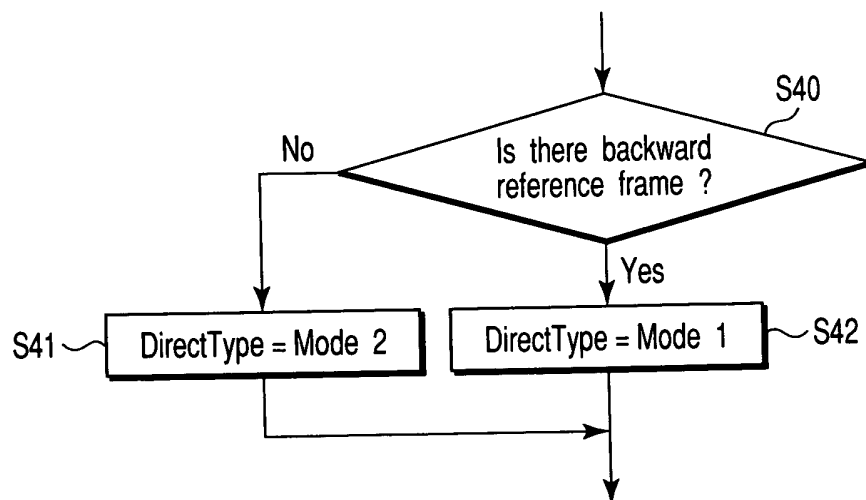 S40
Is there backward
reference frame ?
No
Yes
S41
DirectType = Mode 2
DirectType = Mode 1
S42